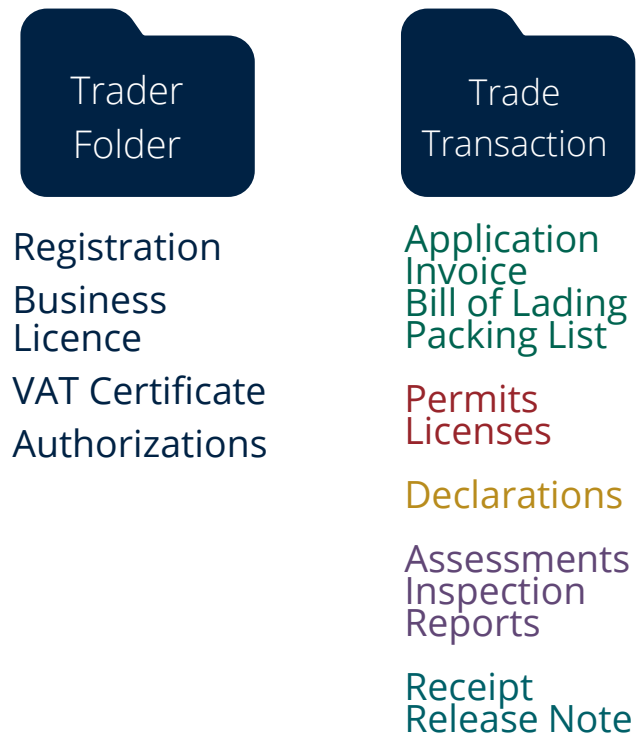 Trader
Folder
Registration
Business
Licence
VAT Certificate
Authorizations
Trade
Transaction
Application
Invoice
Bill of Lading
Packing List
Permits
Licenses
Declarations
Assessments
Inspection
Reports
Receipt
Release Note